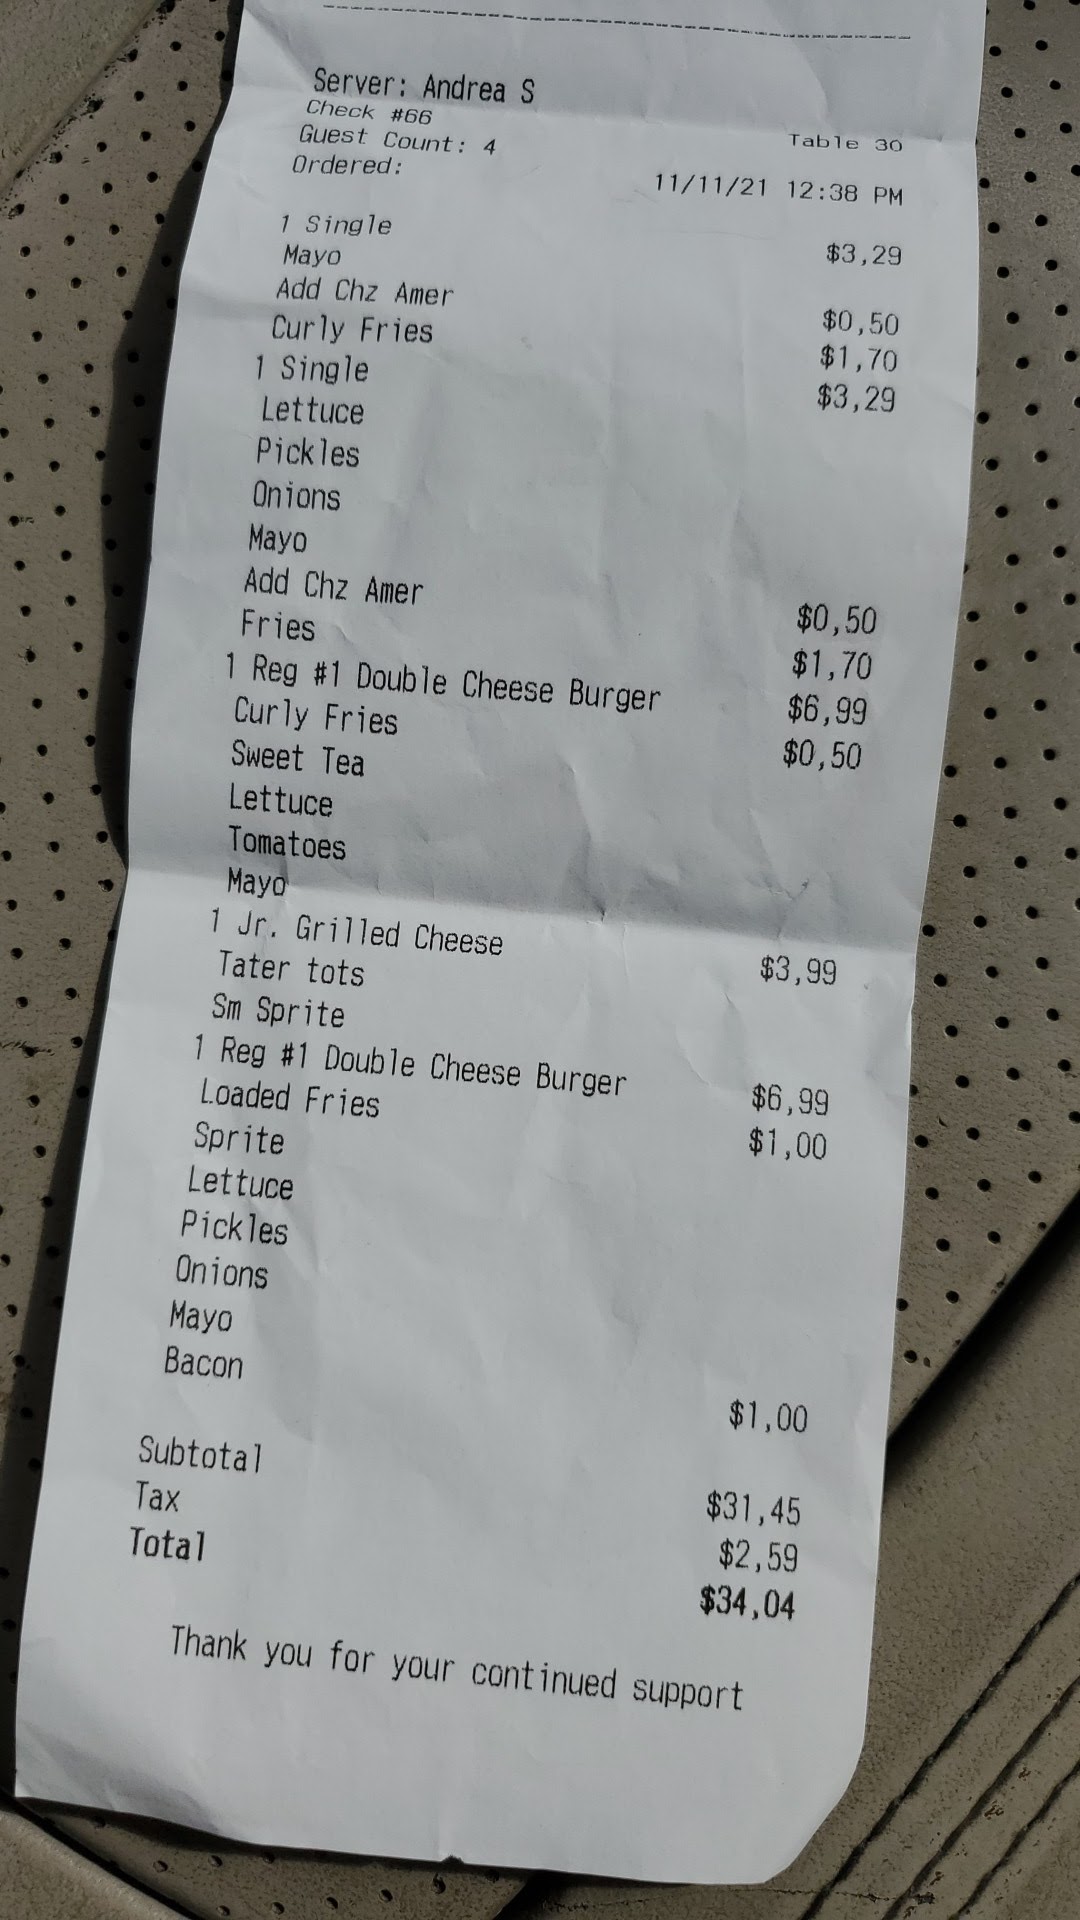 Server: Andrea S
Check #66 Table 30
Guest Count: 4
Ordered: 11/11/21 12:38 PM
1 Single $3,29
Mayo
Add Chz Amer $0,50
Curly Fries $1,70
1 Single $3,29
Lettuce
Pickles
Onions
Mayo
Add Chz Amer $0,50
Fries $1,70
1 Reg #1 Double Cheese Burger $6,99
Curly Fries $0,50
Sweet Tea
Lettuce
Tomatoes
Mayo
1 Jr. Grilled Cheese $3,99
Tater tots
Sm Sprite
1 Reg #1 Double Cheese Burger $6,99
Loaded Fries $1,00
Sprite
Lettuce
Pickles
Onions
Mayo
Bacon $1,00
Subtotal $31,45
Tax $2,59
Total $34,04
Thank you for your continued support